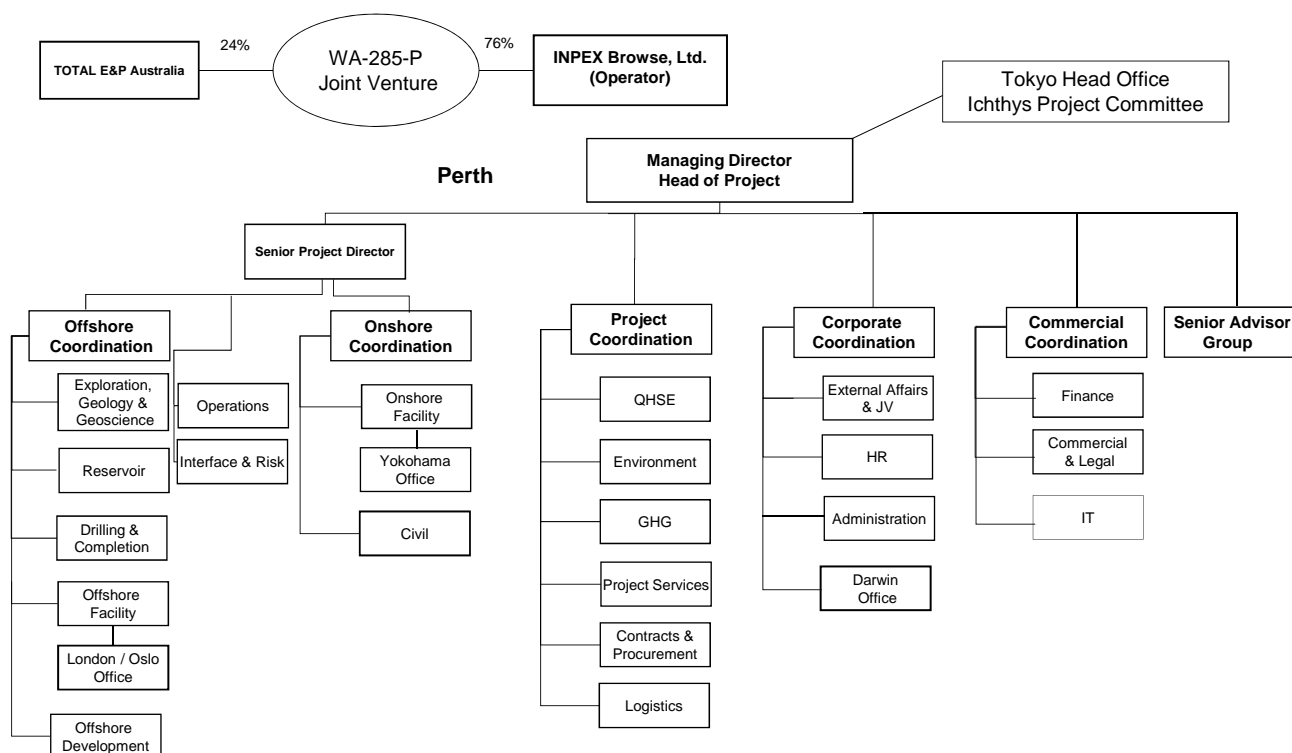 24%
76%
TOTAL E&P Australia
WA-285-P
Joint Venture
INPEX Browse, Ltd.
(Operator)
Tokyo Head Office
Ichthys Project Committee
Perth
Managing Director
Head of Project
Senior Project Director
Offshore
Coordination
Onshore
Coordination
Project
Coordination
Corporate
Coordination
Commercial
Coordination
Senior Advisor
Group
Exploration,
Geology &
Geoscience
Reservoir
Drilling &
Completion
Offshore
Facility
London / Oslo
Office
Offshore
Development
Operations
Interface & Risk
Onshore
Facility
Yokohama
Office
Civil
QHSE
Environment
GHG
Project Services
Contracts &
Procurement
Logistics
External Affairs
& JV
HR
Administration
Darwin
Office
Finance
Commercial
& Legal
IT